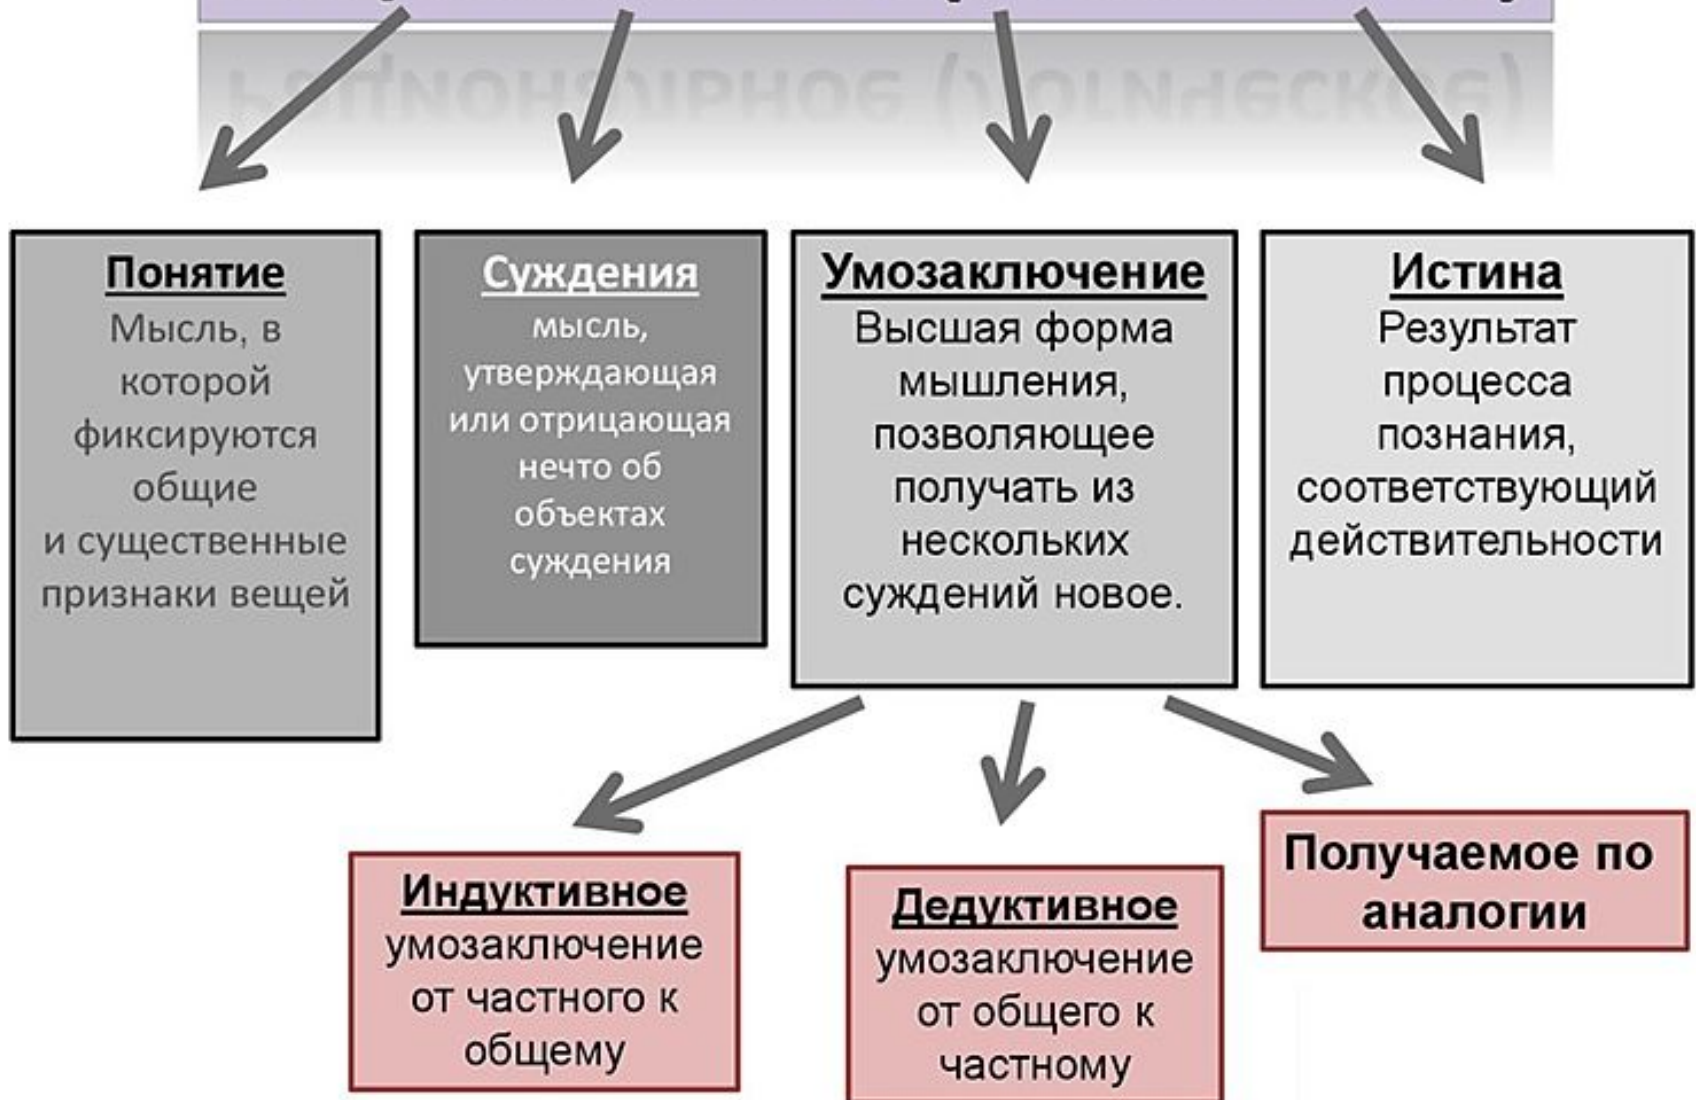 Рациональное (логическое)
Понятие
Мысль, в
которой
фиксируются
общие
и существенные
признаки вещей
Суждения
мысль,
утверждающая
или отрицающая
нечто об
объектах
суждения
Умозаключение
Высшая форма
мышления,
позволяющее
получать из
нескольких
суждений новое.
Истина
Результат
процесса
познания,
соответствующий
действительности
Индуктивное
умозаключение
от частного к
общему
Дедуктивное
умозаключение
от общего к
частному
Получаемое по
аналогии